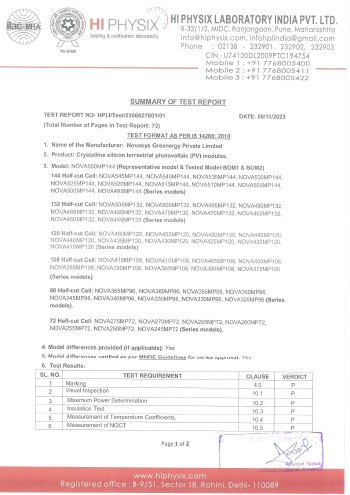 ilac-MRA
TC-5185
HI PHYSIX
testing & calibration laboratory
HI PHYSIX LABORATORY INDIA PVT. LTD.
B-32/1/2, MIDC, Ranjangaon, Pune, Maharashtra
info@hiphysix.com, infohplindia@gmail.com
Phone : 02138 - 232901, 232902, 232903
CIN - U74120DL2009PTC194754
Mobile 1 : +91 7768005400
Mobile 2 : +91 7768005411
Mobile 3 : +91 7768005422
SUMMARY OF TEST REPORT
TEST REPORT NO: HPLI/Test/2306027801/01 DATE: 06/11/2023
(Total Number of Pages in Test Report: 72)
TEST FORMAT AS PER IS 14286: 2010
1. Name of the Manufacturer: Novasys Greenergy Private Limited
2. Product: Crystalline silicon terrestrial photovoltaic (PV) modules.
3. Model: NOVA550MP144 (Representative model & Tested Model-BOM1 & BOM2)
144 Half-cut Cell: NOVA545MP144, NOVA540MP144, NOVA535MP144, NOVA530MP144,
NOVA525MP144, NOVA520MP144, NOVA515MP144, NOVA510MP144, NOVA505MP144,
NOVA500MP144, NOVA495MP144 (Series models)
132 Half-cut Cell: NOVA505MP132, NOVA500MP132, NOVA495MP132, NOVA490MP132,
NOVA485MP132, NOVA480MP132, NOVA475MP132, NOVA470MP132, NOVA465MP132,
NOVA460MP132, NOVA455MP132 (Series models)
120 Half-cut Cell: NOVA460MP120, NOVA455MP120, NOVA450MP120, NOVA445MP120,
NOVA440MP120, NOVA435MP120, NOVA430MP120, NOVA425MP120, NOVA420MP120,
NOVA415MP120 (Series models)
108 Half-cut Cell: NOVA415MP108, NOVA410MP108, NOVA405MP108, NOVA400MP108,
NOVA395MP108, NOVA390MP108, NOVA385MP108, NOVA380MP108, NOVA375MP108
(Series models)
96 Half-cut Cell: NOVA365MP96, NOVA360MP96, NOVA355MP96, NOVA350MP96,
NOVA345MP96, NOVA340MP96, NOVA335MP96, NOVA330MP96, NOVA325MP96 (Series
models).
72 Half-cut Cell: NOVA275MP72, NOVA270MP72, NOVA265MP72, NOVA260MP72,
NOVA255MP72, NOVA250MP72, NOVA245MP72 (Series models).
4. Model differences provided (if applicable): Yes
5. Model differences verified as per MNRE Guidelines for series approval. Yes
6. Test Results:
SL. NO. TEST REQUIREMENT CLAUSE VERDICT
1 Marking 4.0 P
2 Visual Inspection 10.1 P
3 Maximum Power Determination 10.2 P
4 Insulation Test 10.3 P
5 Measurement of Temperature Coefficients. 10.4 P
6 Measurement of NOCT 10.5 P
Page 1 of 2
www.hiphysix.com
Registered office : B-9/51, Sector 18, Rohini, Delhi- 110089